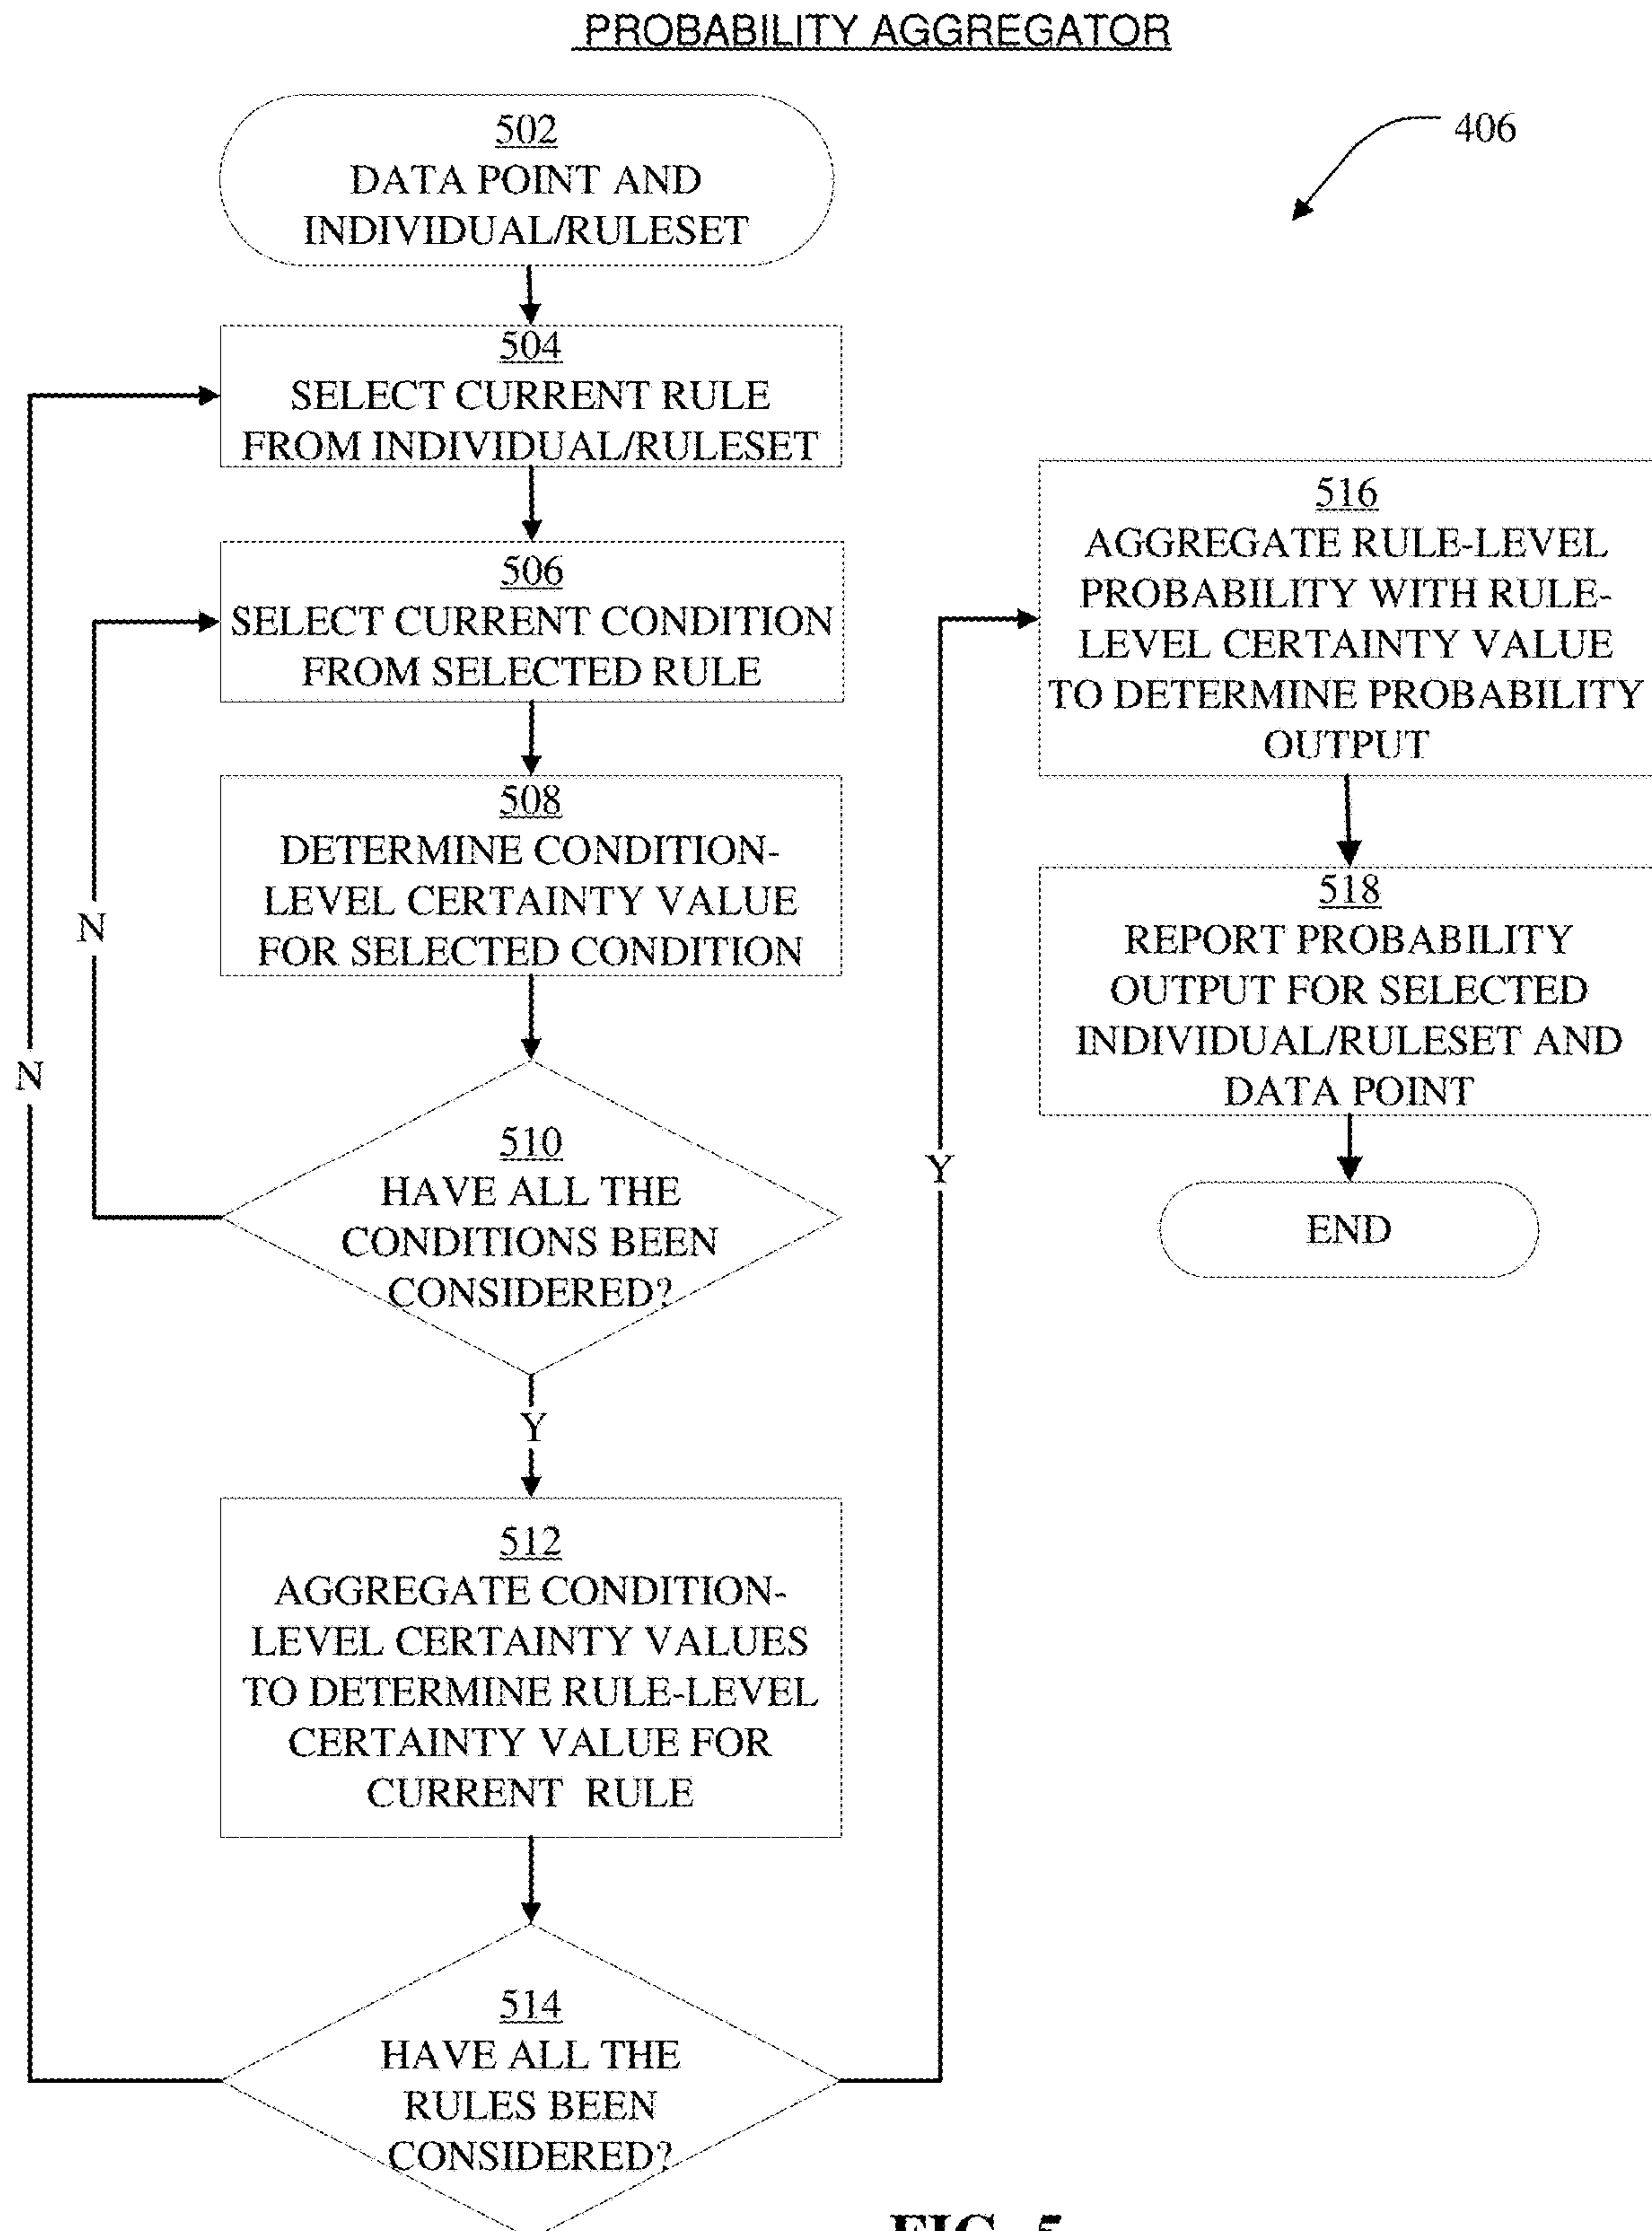 PROBABILITY AGGREGATOR
406
502
DATA POINT AND
INDIVIDUAL/RULESET
504
SELECT CURRENT RULE
FROM INDIVIDUAL/RULESET
506
SELECT CURRENT CONDITION
FROM SELECTED RULE
508
DETERMINE CONDITION-
LEVEL CERTAINTY VALUE
FOR SELECTED CONDITION
N
N
510
HAVE ALL THE
CONDITIONS BEEN
CONSIDERED?
Y
512
AGGREGATE CONDITION-
LEVEL CERTAINTY VALUES
TO DETERMINE RULE-LEVEL
CERTAINTY VALUE FOR
CURRENT RULE
514
HAVE ALL THE
RULES BEEN
CONSIDERED?
Y
516
AGGREGATE RULE-LEVEL
PROBABILITY WITH RULE-
LEVEL CERTAINTY VALUE
TO DETERMINE PROBABILITY
OUTPUT
518
REPORT PROBABILITY
OUTPUT FOR SELECTED
INDIVIDUAL/RULESET AND
DATA POINT
END
FIG. 5